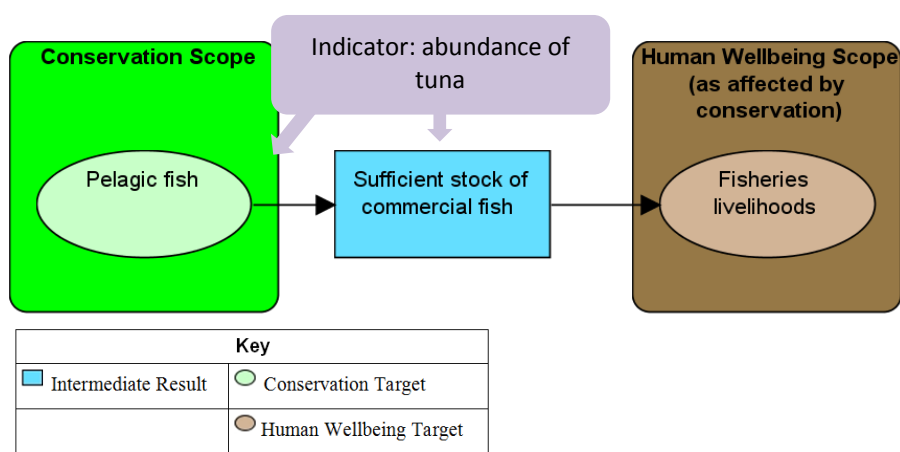 Conservation Scope
Indicator: abundance of
tuna
Human Wellbeing Scope
(as affected by
conservation)
Pelagic fish
Sufficient stock of
commercial fish
Fisheries
livelihoods
Key
Intermediate Result
Conservation Target
Human Wellbeing Target